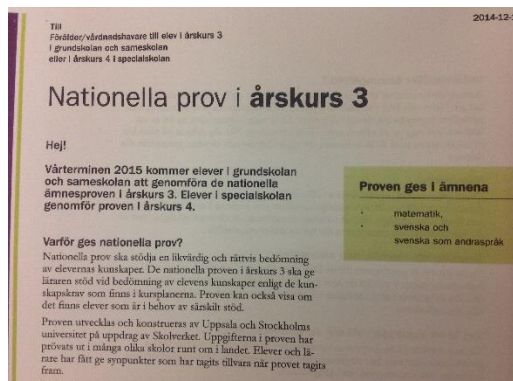 Till
Förälder/vårdnadshavare till elev i årskurs 3
i grundskolan och sameskolan
eller i årskurs 4 i specialskolan
2014-12-
Nationella prov i årskurs 3
Hej!
Vårterminen 2015 kommer elever i grundskolan
och sameskolan att genomföra de nationella
ämnesproven i årskurs 3. Elever i specialskolan
genomför proven i årskurs 4.
Varför ges nationella prov?
Nationella prov ska stödja en likvärdig och rättvis bedömning
av elevernas kunskaper. De nationella proven i årskurs 3 ska ge
läraren stöd vid bedömning av elevens kunskaper enligt de kun-
skapskrav som finns i kursplanerna. Proven kan också visa om
det finns elever som är i behov av särskilt stöd.
Proven utvecklas och konstrueras av Uppsala och Stockholms
universitet på uppdrag av Skolverket. Uppgifterna i proven har
prövats ut i många olika skolor runt om i landet. Elever och lä-
rare har fått ge synpunkter som har tagits tillvara när provet tagits
fram.
Proven ges i ämnena
· matematik,
· svenska och
svenska som andraspråk